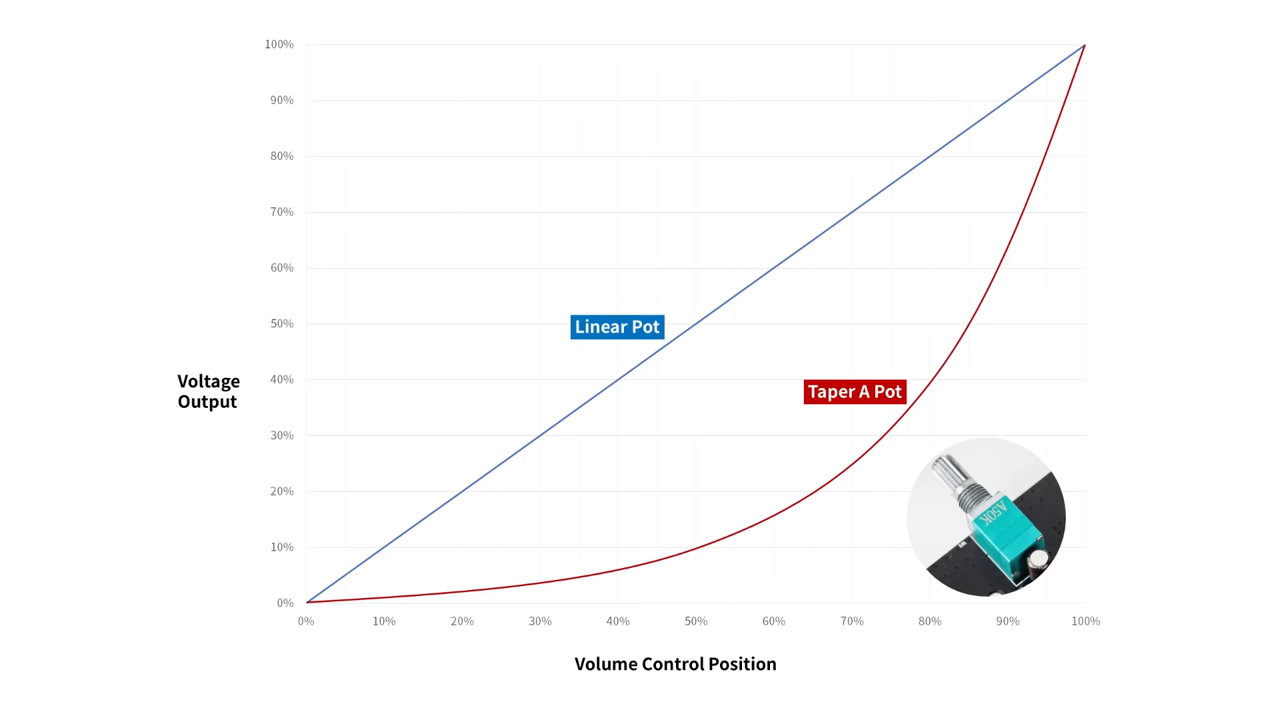 100%
90%
80%
70%
60%
50%
40%
30%
20%
10%
0%
Voltage
Output
Linear Pot
Taper A Pot
A50K
0% 10% 20% 30% 40% 50% 60% 70% 80% 90% 100%
Volume Control Position